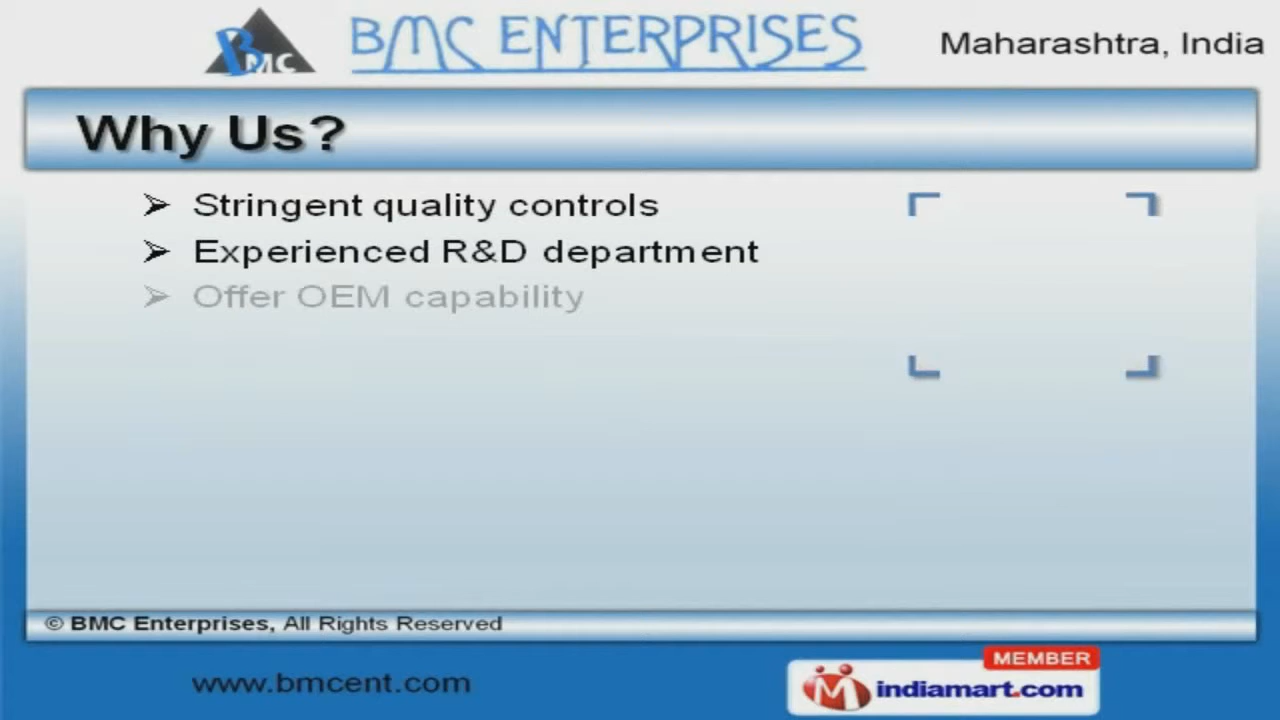 BMC
BMC ENTERPRISES
Maharashtra, India
Why Us?
Stringent quality controls
Experienced R&D department
Offer OEM capability
© BMC Enterprises, All Rights Reserved
www.bmcent.com
MEMBER
indiamart.com